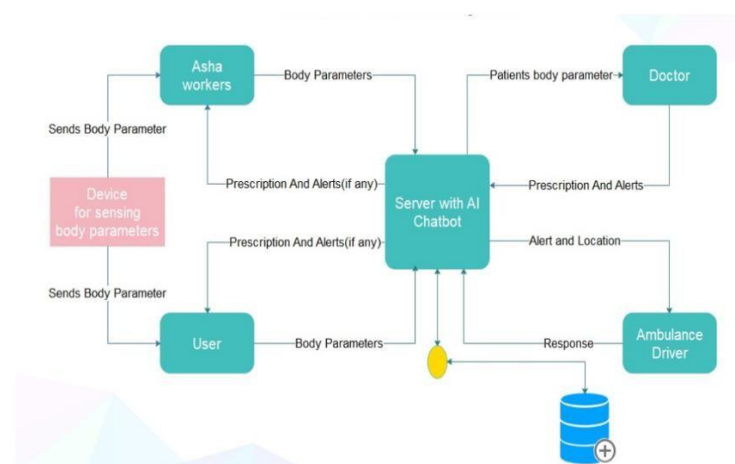 Asha
workers
Body Parameters
Patients body parameter
Doctor
Sends Body Parameter
Device
for sensing
body parameters
Prescription And Alerts(if any)
Server with AI
Chatbot
Prescription And Alerts
Prescription And Alerts(if any)
Alert and Location
Sends Body Parameter
User
Body Parameters
Response
Ambulance
Driver